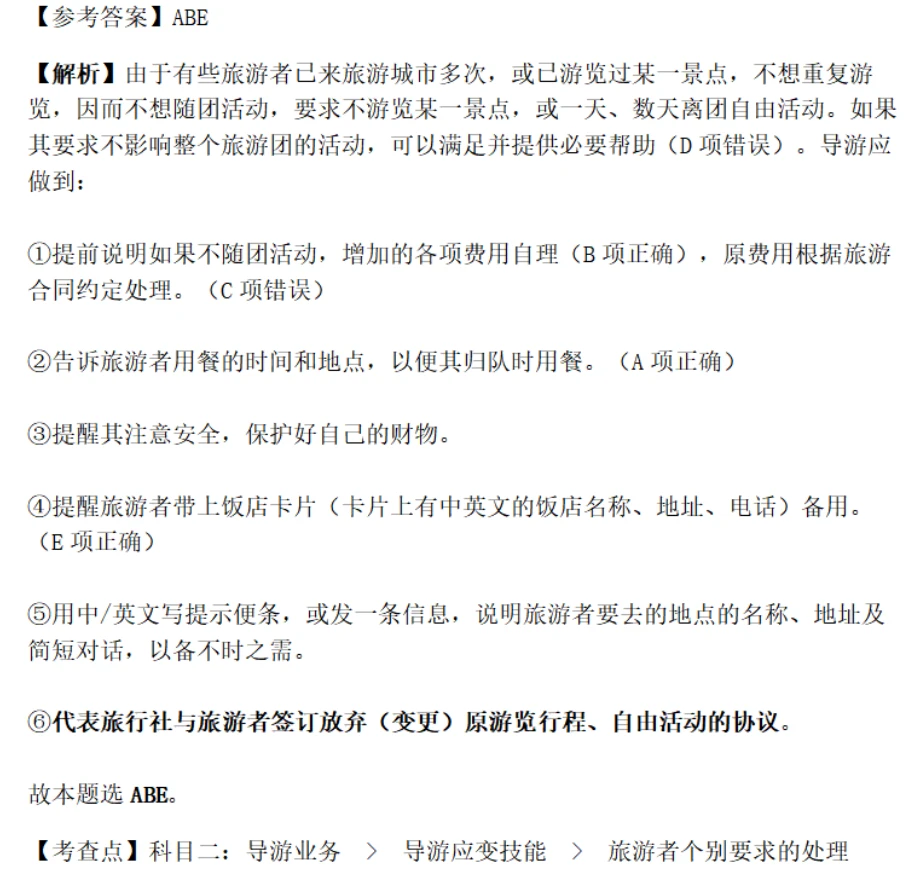 【参考答案】ABE
【解析】由于有些旅游者已来旅游城市多次，或已游览过某一景点，不想重复游
览，因而不想随团活动，要求不游览某一景点，或一天、数天离团自由活动。如果
其要求不影响整个旅游团的活动，可以满足并提供必要帮助（D 项错误）。导游应
做到：
①提前说明如果不随团活动，增加的各项费用自理（B 项正确），原费用根据旅游
合同约定处理。（C 项错误）
②告诉旅游者用餐的时间和地点，以便其归队时用餐。（A 项正确）
③提醒其注意安全，保护好自己的财物。
④提醒旅游者带上饭店卡片（卡片上有中英文的饭店名称、地址、电话）备用。
（E 项正确）
⑤用中/英文写提示便条，或发一条信息，说明旅游者要去的地点的名称、地址及
简短对话，以备不时之需。
⑥代表旅行社与旅游者签订放弃（变更）原游览行程、自由活动的协议。
故本题选 ABE。
【考查点】科目二：导游业务 > 导游应变技能 > 旅游者个别要求的处理